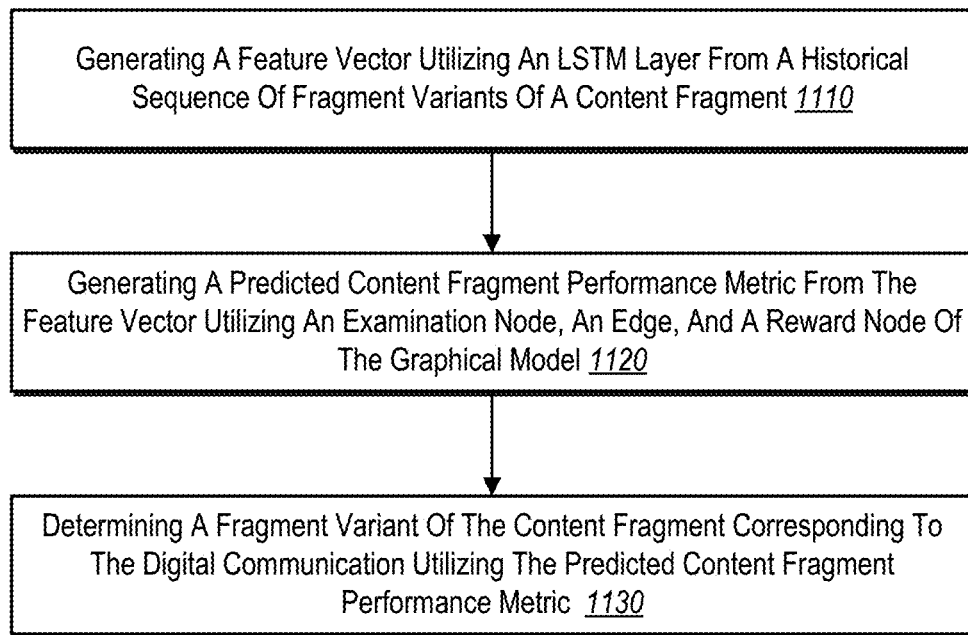 Generating A Feature Vector Utilizing An LSTM Layer From A Historical
Sequence Of Fragment Variants Of A Content Fragment 1110
Generating A Predicted Content Fragment Performance Metric From The
Feature Vector Utilizing An Examination Node, An Edge, And A Reward Node Of
The Graphical Model 1120
Determining A Fragment Variant Of The Content Fragment Corresponding To
The Digital Communication Utilizing The Predicted Content Fragment
Performance Metric 1130